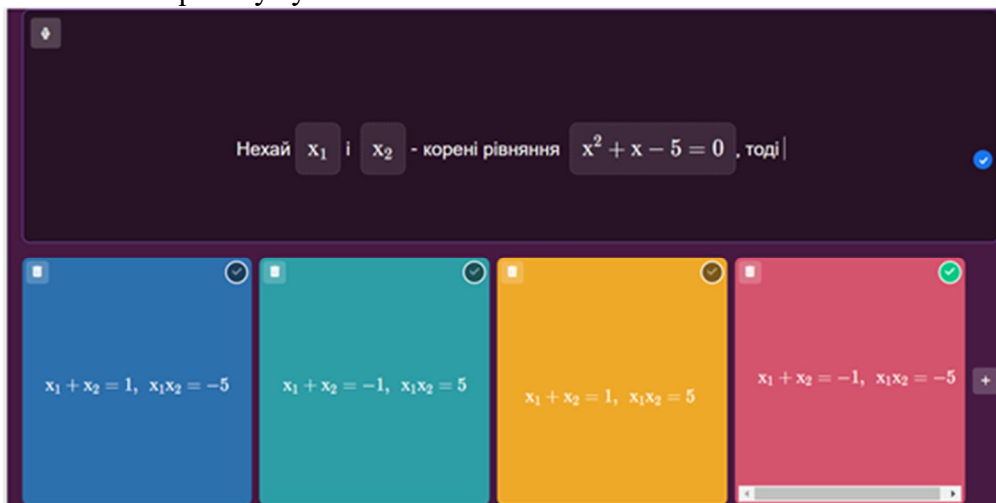 Нехай x₁ і x₂ - корені рівняння x² + x − 5 = 0 , тоді
x₁ + x₂ = 1, x₁x₂ = −5
x₁ + x₂ = −1, x₁x₂ = 5
x₁ + x₂ = 1, x₁x₂ = 5
x₁ + x₂ = −1, x₁x₂ = −5